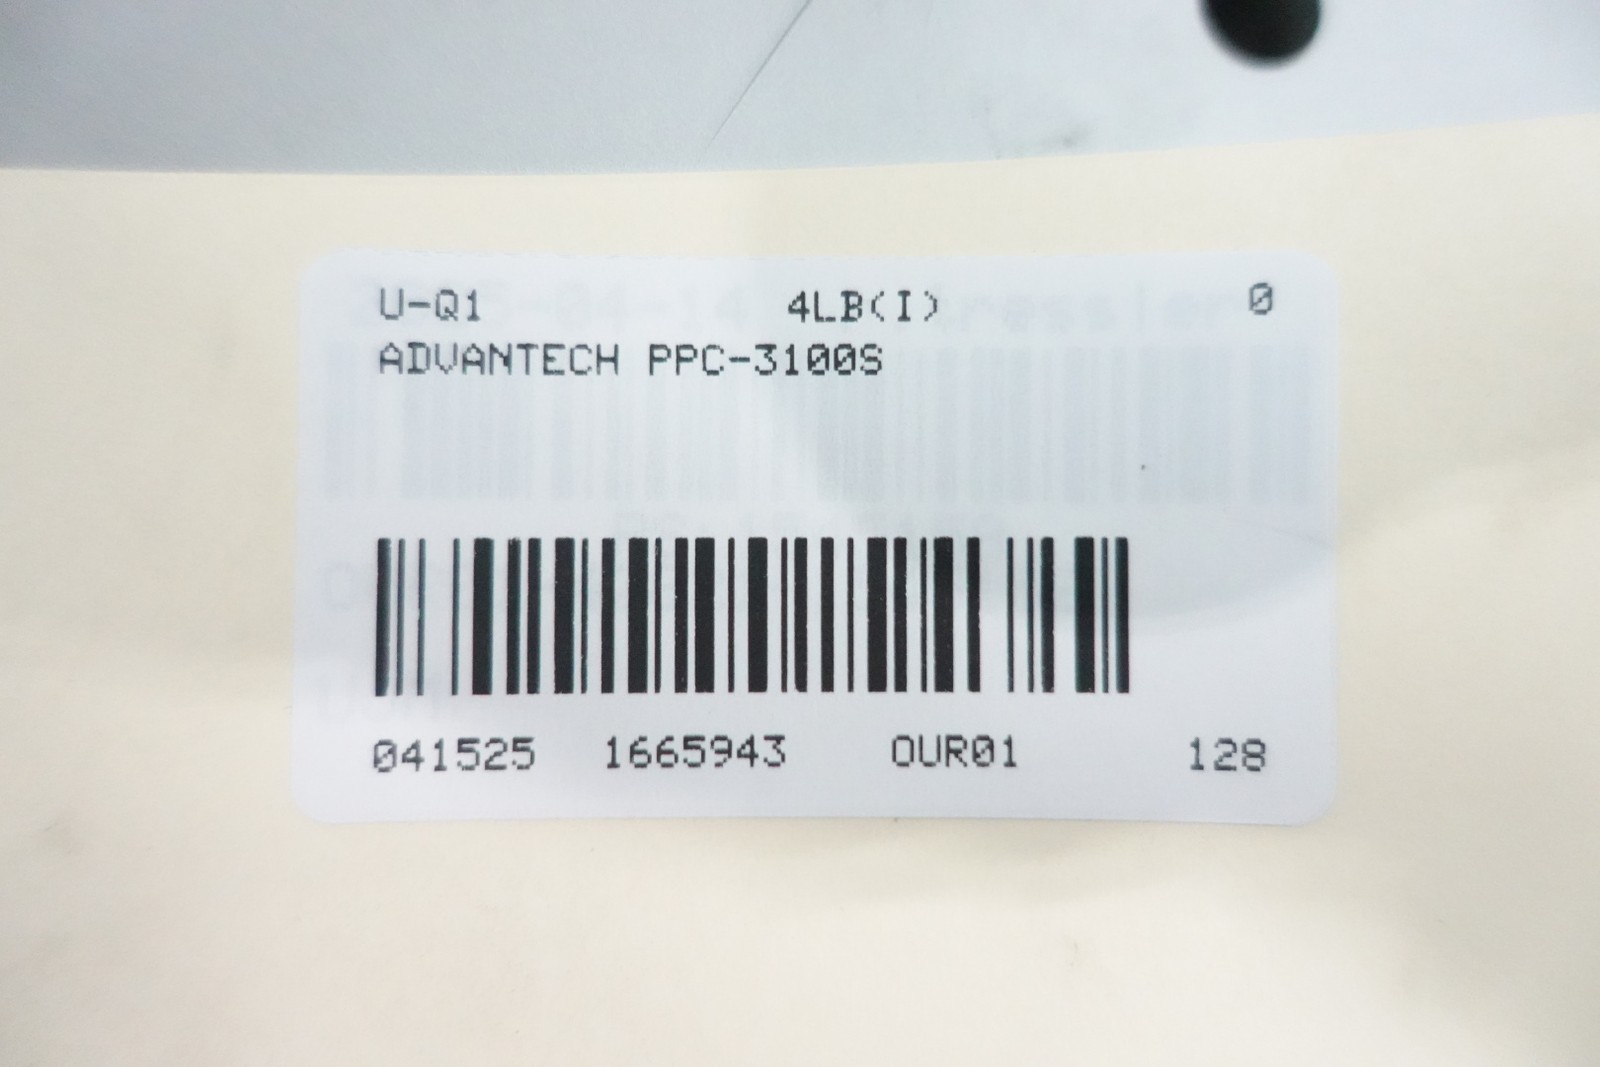 U-Q1 4LB(I) 0
ADVANTECH PPC-3100S
041525 1665943 OUR01 128